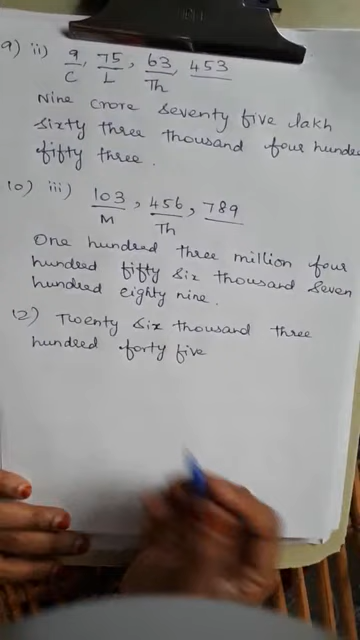 9) ii) 9, 75, 63, 453
C L Th
Nine crore seventy five lakh
sixty three thousand four hundred
fifty three.
10) iii) 103, 456, 789
M Th
One hundred three million four
hundred fifty six thousand seven
hundred eighty nine.
12) Twenty six thousand three
hundred forty five